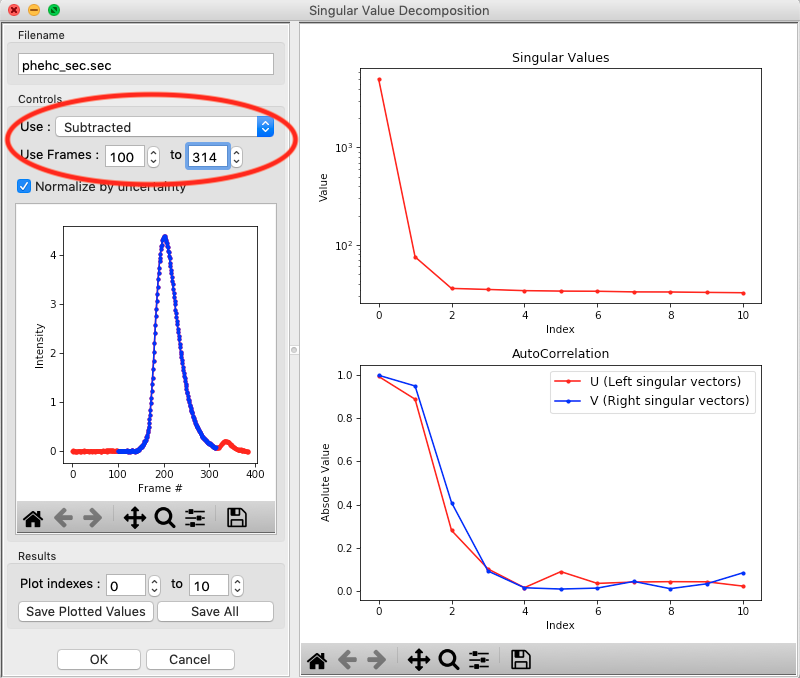 Singular Value Decomposition
Filename
phehc_sec.sec
Controls
Use : Subtracted
Use Frames : 100 to 314
Normalize by uncertainty
4
3
2
1
0
Intensity
0 100 200 300 400
Frame #
Results
Plot indexes : 0 to 10
Save Plotted Values Save All
OK Cancel
Singular Values
10³
10²
Value
0 2 4 6 8 10
Index
AutoCorrelation
U (Left singular vectors)
V (Right singular vectors)
1.0
0.8
0.6
0.4
0.2
0.0
Absolute Value
0 2 4 6 8 10
Index